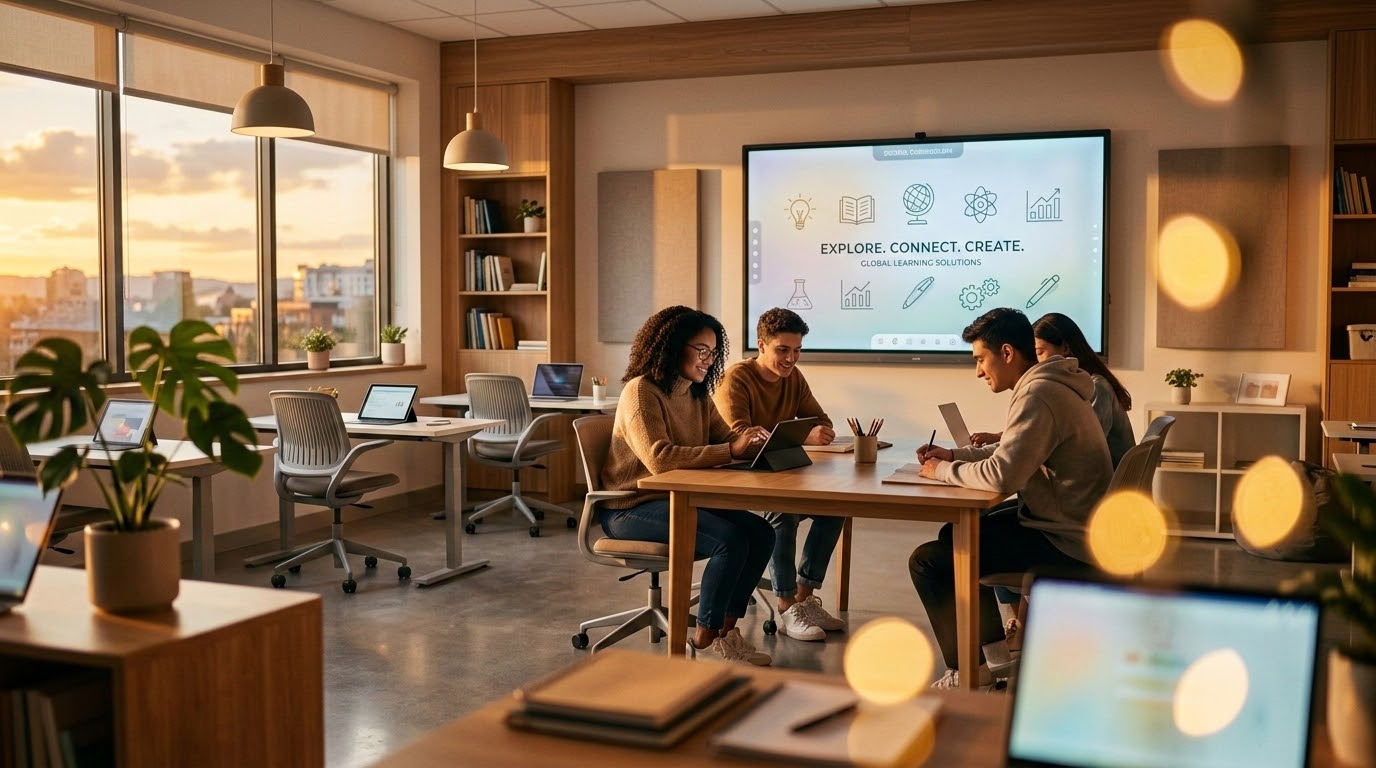 EXPLORE. CONNECT. CREATE.
GLOBAL LEARNING SOLUTIONS